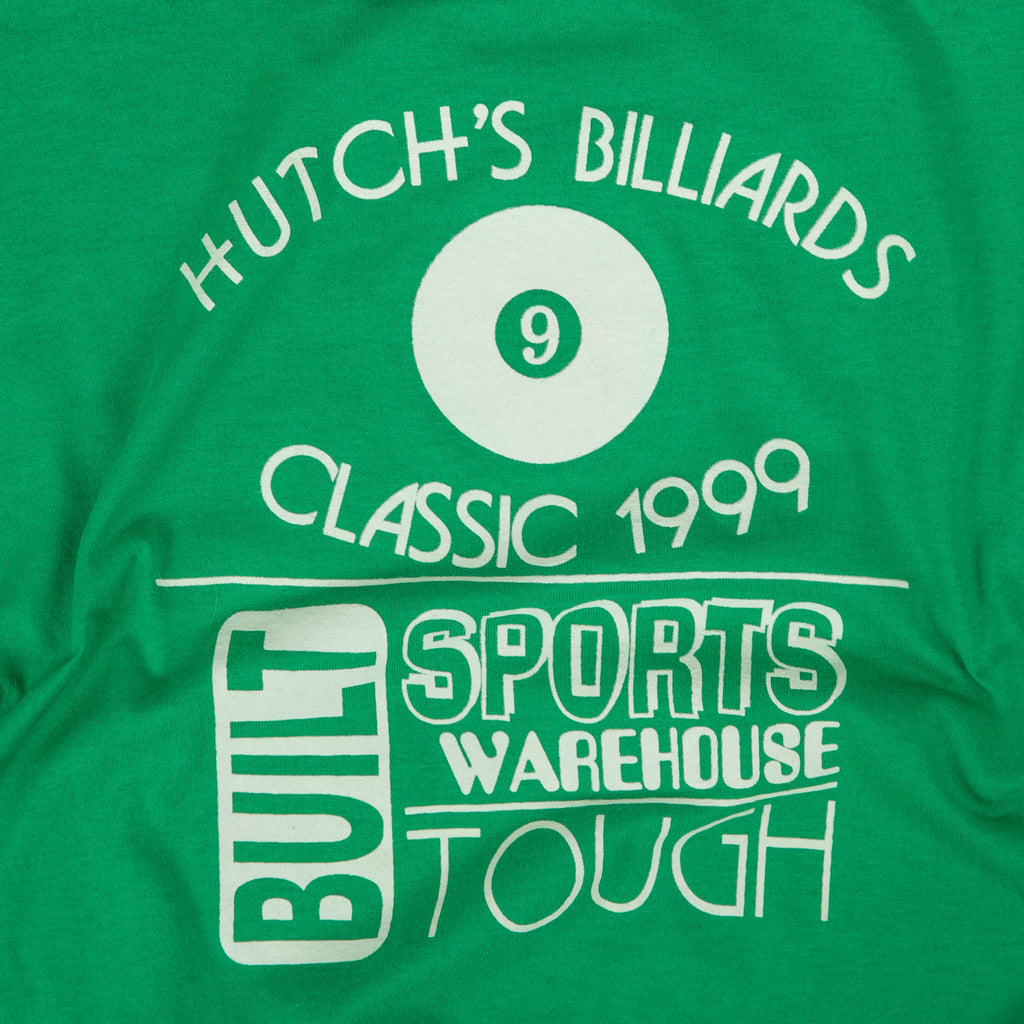 HUTCH'S BILLIARDS
9
CLASSIC 1999
BUILT
SPORTS
WAREHOUSE
TOUGH